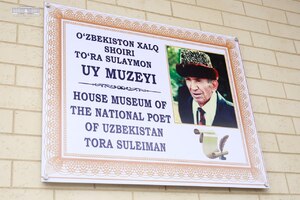 O'ZBEKISTON XALQ
SHOIRI
TO'RA SULAYMON
UY MUZEYI
HOUSE MUSEUM OF
THE NATIONAL POET
OF UZBEKISTAN
TORA SULEIMAN